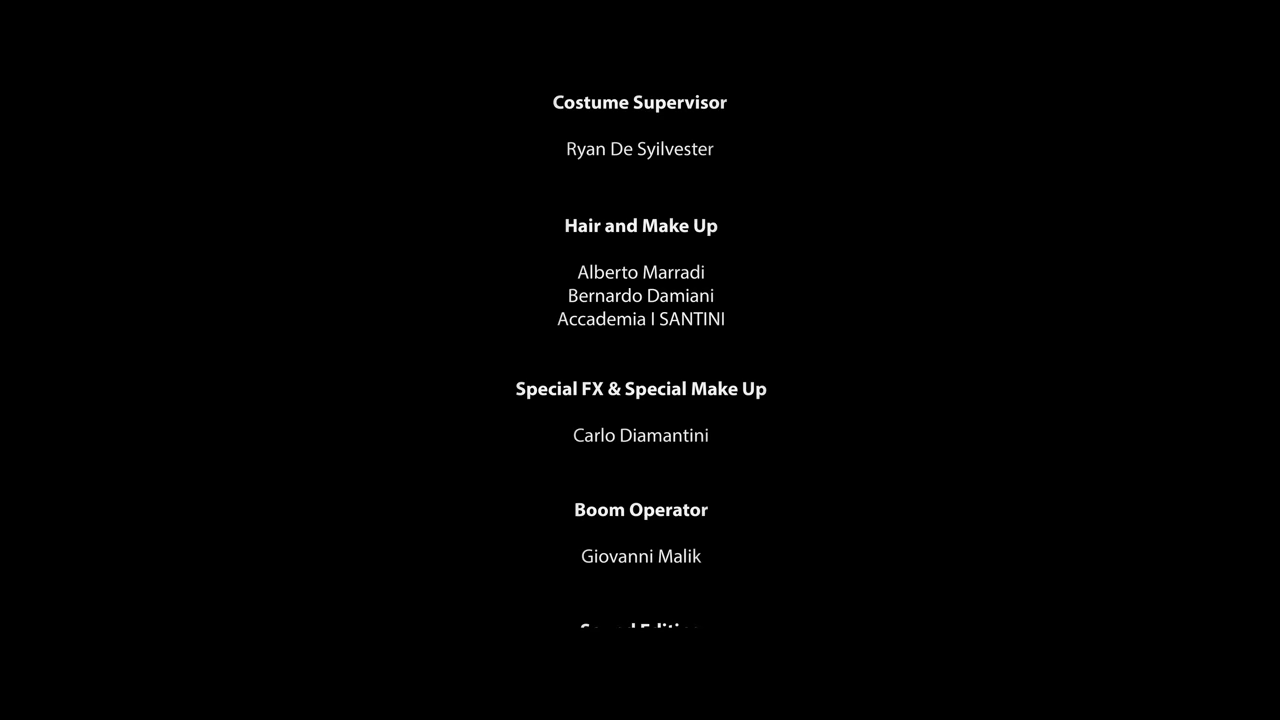 Costume Supervisor
Ryan De Syilvester
Hair and Make Up
Alberto Marradi
Bernardo Damiani
Accademia I SANTINI
Special FX & Special Make Up
Carlo Diamantini
Boom Operator
Giovanni Malik